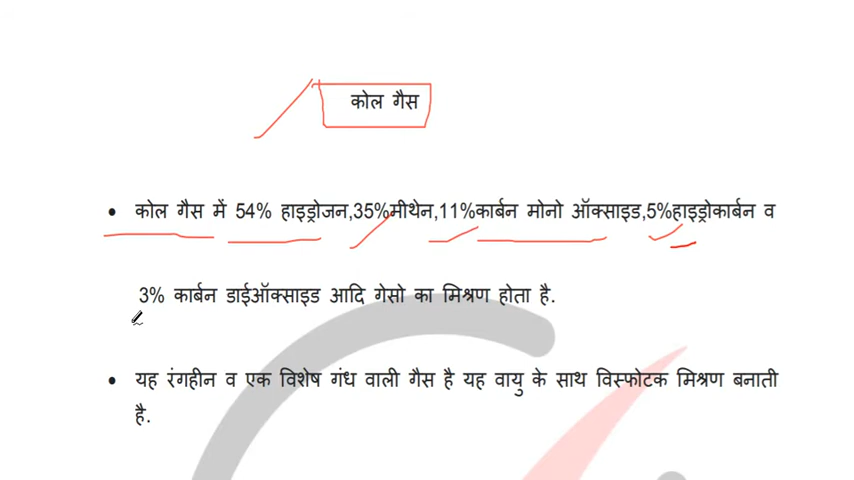 कोल गैस
• कोल गैस में 54% हाइड्रोजन,35%मीथेन,11%कार्बन मोनो ऑक्साइड,5%हाइड्रोकार्बन व
3% कार्बन डाईऑक्साइड आदि गेसो का मिश्रण होता है.
• यह रंगहीन व एक विशेष गंध वाली गैस है यह वायु के साथ विस्फोटक मिश्रण बनाती
है.